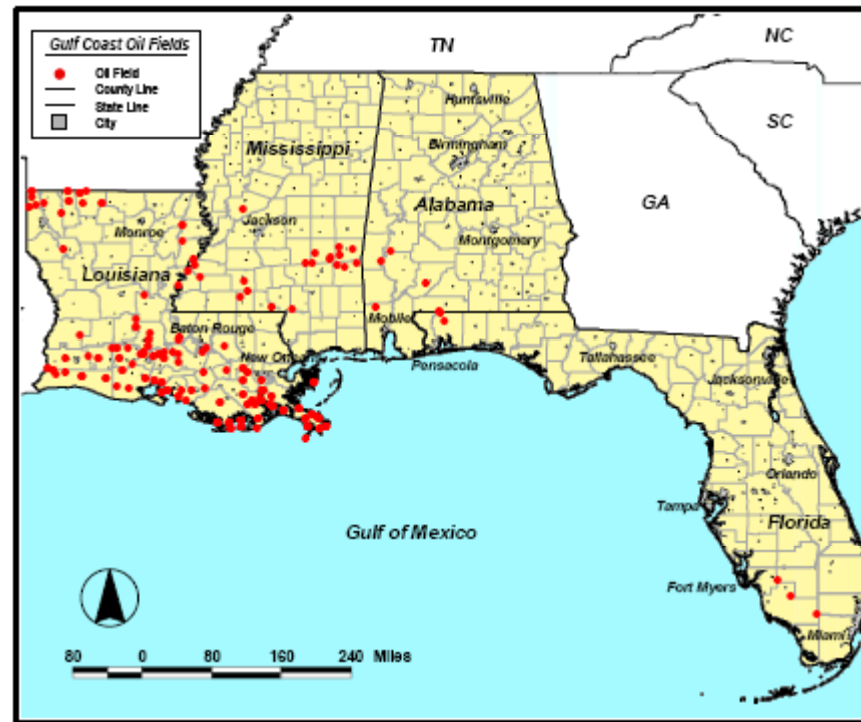 Gulf Coast Oil Fields
Oil Field
County Line
State Line
City
TN
NC
SC
GA
Huntsville
Birmingham
Mississippi
Alabama
Jackson
Montgomery
Monroe
Louisiana
Baton Rouge
New Orleans
Mobile
Pensacola
Tallahassee
Jacksonville
Orlando
Tampa
Florida
Gulf of Mexico
Fort Myers
Miami
80 0 80 160 240 Miles